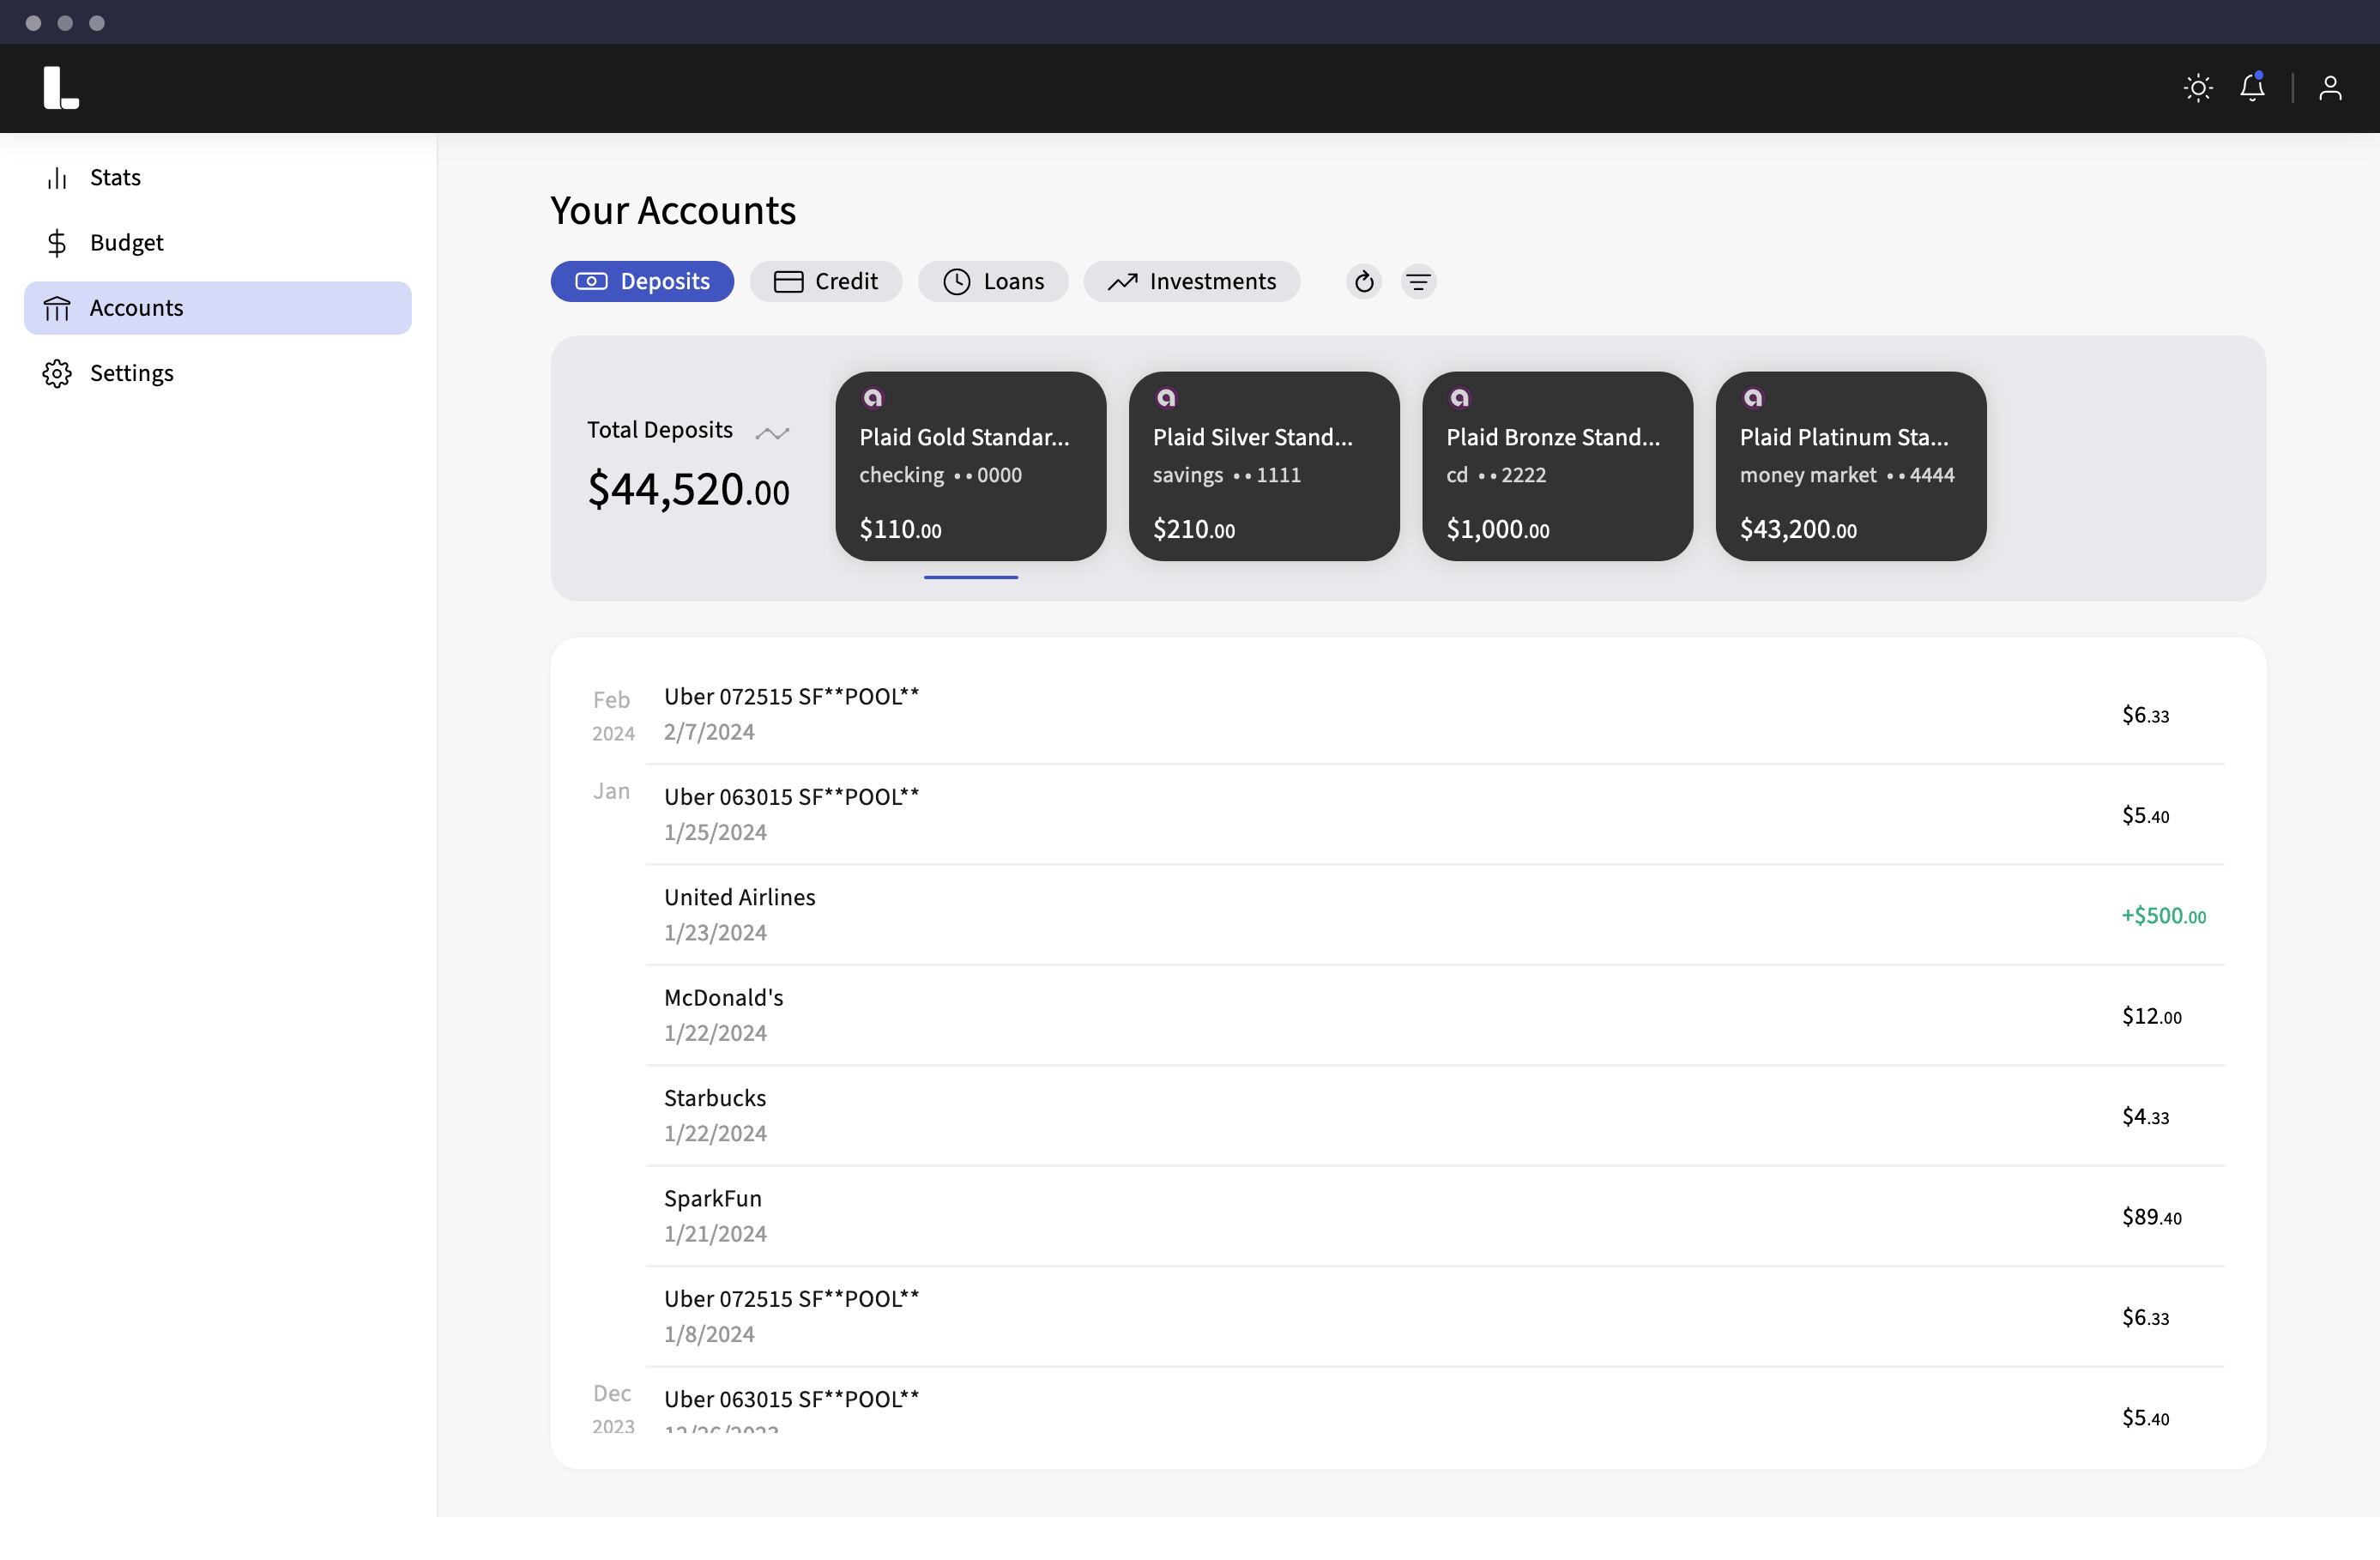 Stats
Budget
Accounts
Settings
Your Accounts
Deposits
Credit
Loans
Investments
Total Deposits
$44,520.00
Plaid Gold Standar...
checking ••0000
$110.00
Plaid Silver Stand...
savings ••1111
$210.00
Plaid Bronze Stand...
cd ••2222
$1,000.00
Plaid Platinum Sta...
money market ••4444
$43,200.00
Feb
2024
Uber 072515 SF**POOL**
2/7/2024
$6.33
Jan
Uber 063015 SF**POOL**
1/25/2024
$5.40
United Airlines
1/23/2024
+$500.00
McDonald's
1/22/2024
$12.00
Starbucks
1/22/2024
$4.33
SparkFun
1/21/2024
$89.40
Uber 072515 SF**POOL**
1/8/2024
$6.33
Dec
2023
Uber 063015 SF**POOL**
12/26/2023
$5.40